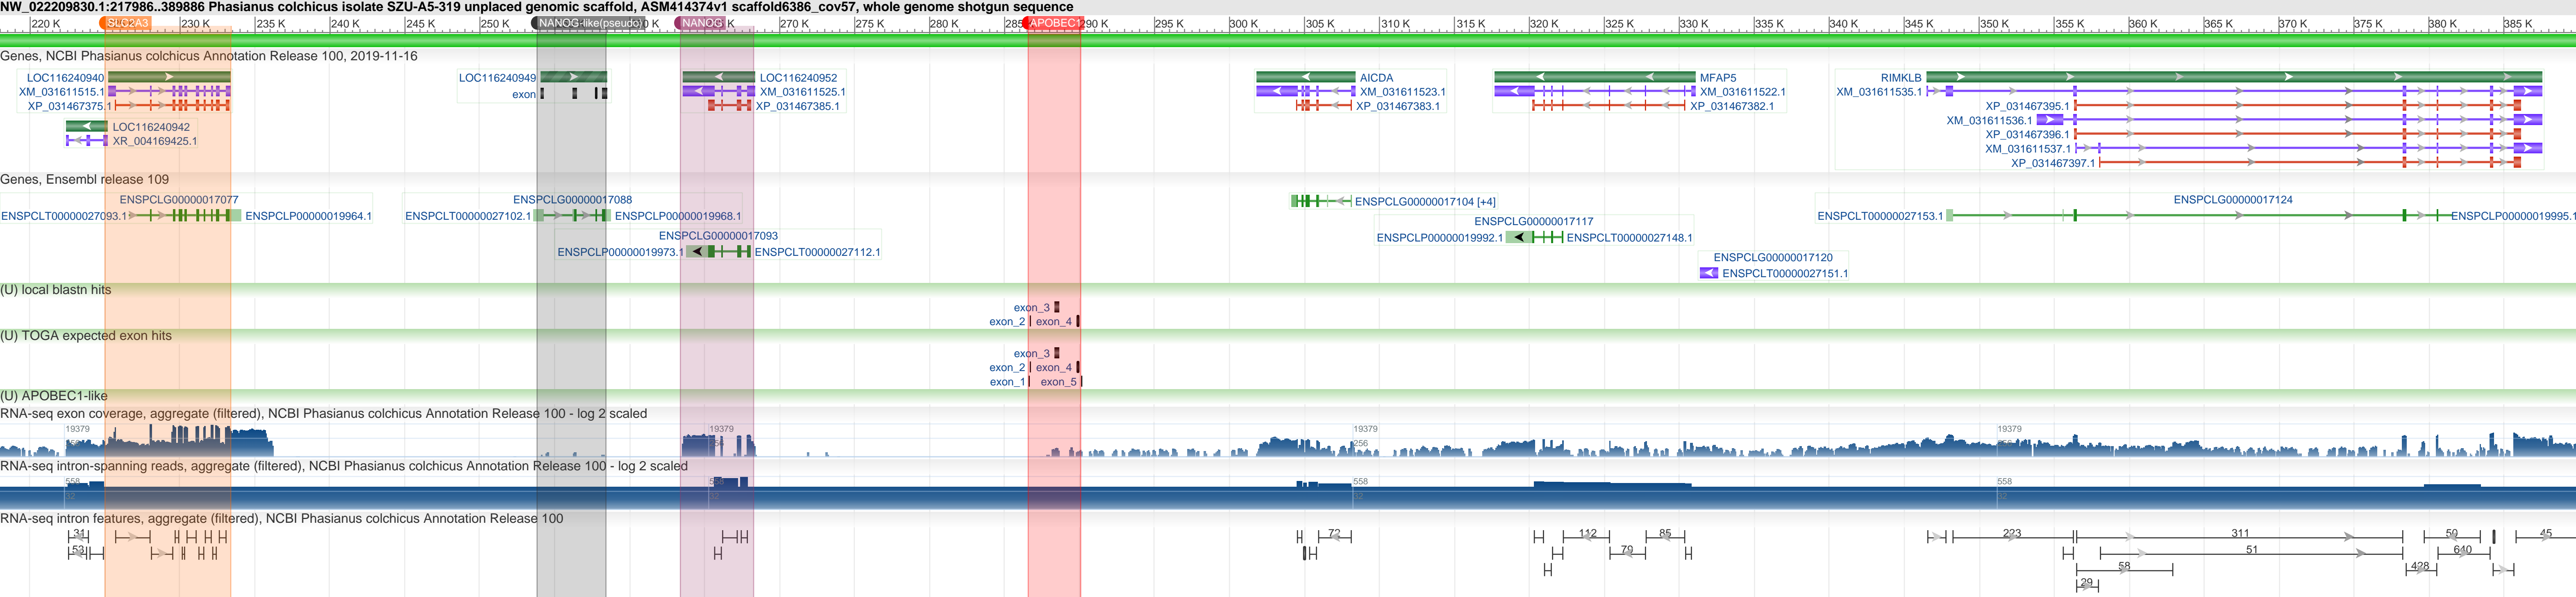 NW_022209830.1:217986..389886 Phasianus colchicus isolate SZU-A5-319 unplaced genomic scaffold, ASM414374v1 scaffold6386_cov57, whole genome shotgun sequence
220 K SLC2A3 230 K 235 K 240 K 245 K 250 K NANOG-like(pseudo) 0 K NANOG 5 K 270 K 275 K 280 K 285 APOBEC1 290 K 295 K 300 K 305 K 310 K 315 K 320 K 325 K 330 K 335 K 340 K 345 K 350 K 355 K 360 K 365 K 370 K 375 K 380 K 385 K
Genes, NCBI Phasianus colchicus Annotation Release 100, 2019-11-16
LOC116240940 LOC116240949 LOC116240952 AICDA MFAP5 RIMKLB
XM_031611515.1 exon XM_031611525.1 XM_031611523.1 XM_031611522.1 XM_031611535.1
XP_031467375.1 XP_031467385.1 XP_031467383.1 XP_031467382.1 XP_031467395.1
LOC116240942 XM_031611536.1
XR_004169425.1 XP_031467396.1
XM_031611537.1
XP_031467397.1
Genes, Ensembl release 109
ENSPCLG00000017077 ENSPCLG00000017088 ENSPCLG00000017104 [+4] ENSPCLG00000017124
ENSPCLT00000027093.1 ENSPCLP00000019964.1 ENSPCLT00000027102.1 ENSPCLP00000019968.1 ENSPCLT00000027153.1 ENSPCLP00000019995.1
ENSPCLG00000017117
ENSPCLG00000017093 ENSPCLP00000019992.1 ENSPCLT00000027148.1
ENSPCLP00000019973.1 ENSPCLT00000027112.1
ENSPCLG00000017120
ENSPCLT00000027151.1
(U) local blastn hits
exon_3
exon_2 exon_4
(U) TOGA expected exon hits
exon_3
exon_2 exon_4
exon_1 exon_5
(U) APOBEC1-like
RNA-seq exon coverage, aggregate (filtered), NCBI Phasianus colchicus Annotation Release 100 - log 2 scaled
19379 19379 19379 19379
256
RNA-seq intron-spanning reads, aggregate (filtered), NCBI Phasianus colchicus Annotation Release 100 - log 2 scaled
558 558 558
32 32 32 32
RNA-seq intron features, aggregate (filtered), NCBI Phasianus colchicus Annotation Release 100
31 72 112 85 223 311 50 45
53 79 51 640
58 428
29